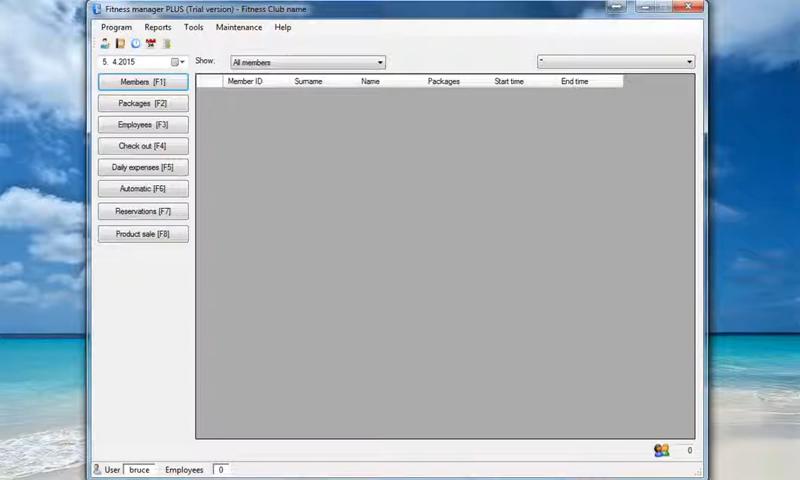 Fitness manager PLUS (Trial version) - Fitness Club name
Program Reports Tools Maintenance Help
5. 4.2015 Show: All members
Members [F1]
Packages [F2]
Employees [F3]
Check out [F4]
Daily expenses [F5]
Automatic [F6]
Reservations [F7]
Product sale [F8]
Member ID Surname Name Packages Start time End time
0
User bruce Employees 0